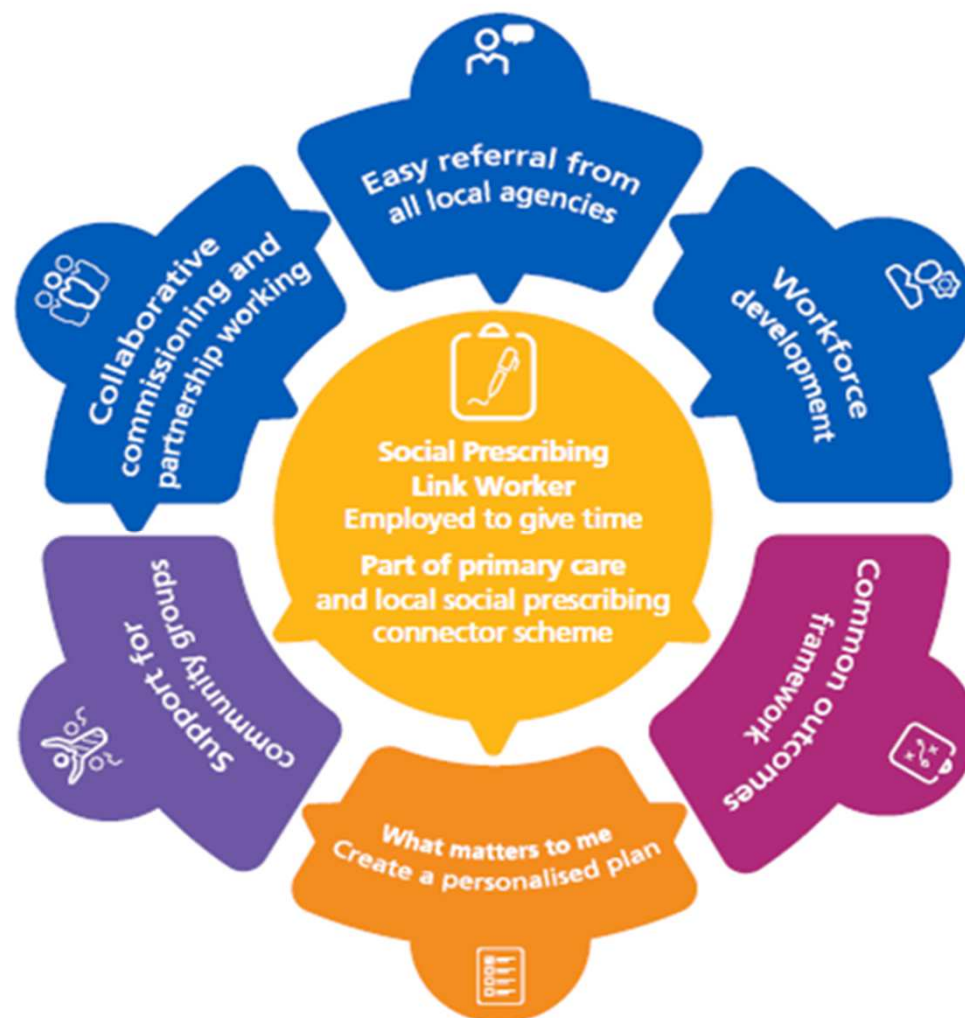 Easy referral from
all local agencies
Workforce
development
Common outcomes
framework
What matters to me
Create a personalised plan
Support for
community groups
Collaborative
commissioning and
partnership working
Social Prescribing
Link Worker
Employed to give time
Part of primary care
and local social prescribing
connector scheme